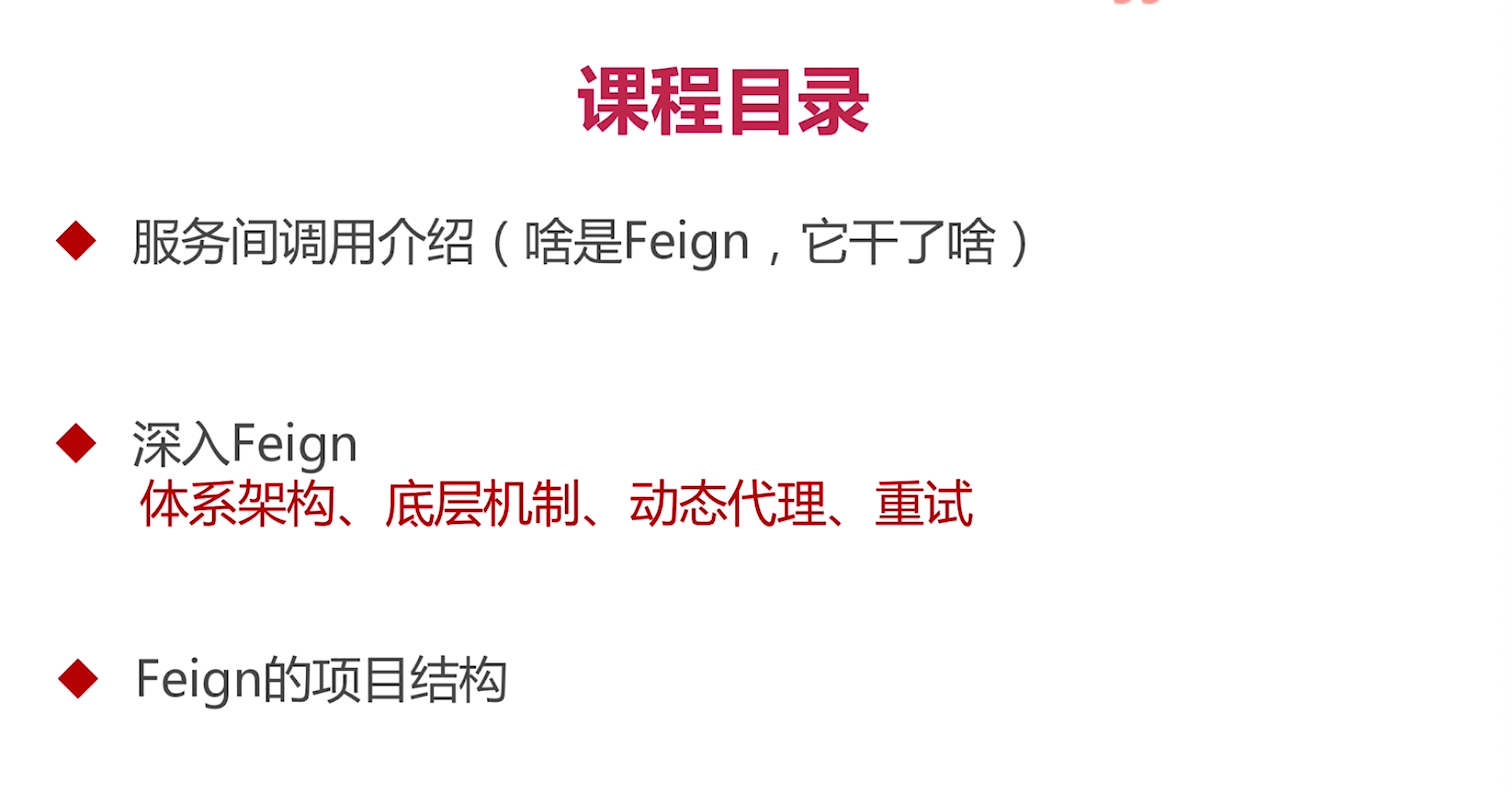 课程目录
服务间调用介绍（啥是Feign，它干了啥）
深入Feign
体系架构、底层机制、动态代理、重试
Feign的项目结构